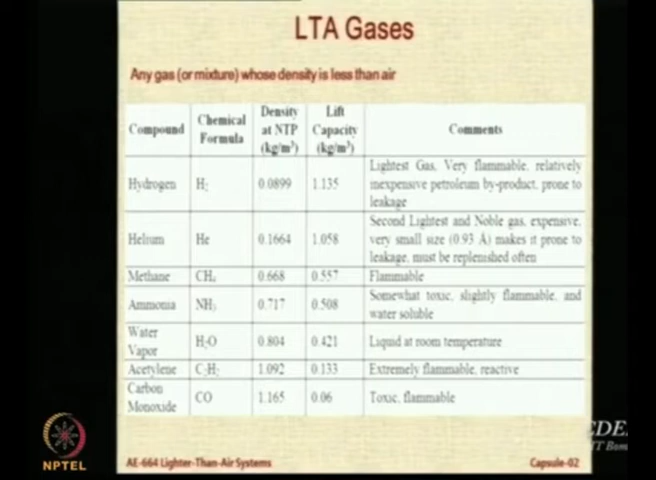 LTA Gases
Any gas (or mixture) whose density is less than air
Compound
Chemical
Formula
Density
at NTP
(kg/m³)
Lift
Capacity
(kg/m³)
Comments
Hydrogen H₂ 0.0899 1.135
Lightest Gas, Very flammable, relatively
inexpensive petroleum by-product, prone to
leakage
Helium He 0.1664 1.058
Second Lightest and Noble gas, expensive,
very small size (0.93 Å) makes it prone to
leakage, must be replenished often
Methane CH₄ 0.668 0.557 Flammable
Ammonia NH₃ 0.717 0.508
Somewhat toxic, slightly flammable, and
water soluble
Water
Vapor
H₂O 0.804 0.421 Liquid at room temperature
Acetylene C₂H₂ 1.092 0.133 Extremely flammable, reactive
Carbon
Monoxide
CO 1.165 0.06 Toxic, flammable
NPTEL
AE-664 Lighter-Than-Air Systems
Capsule-02
CDE
IT Bom